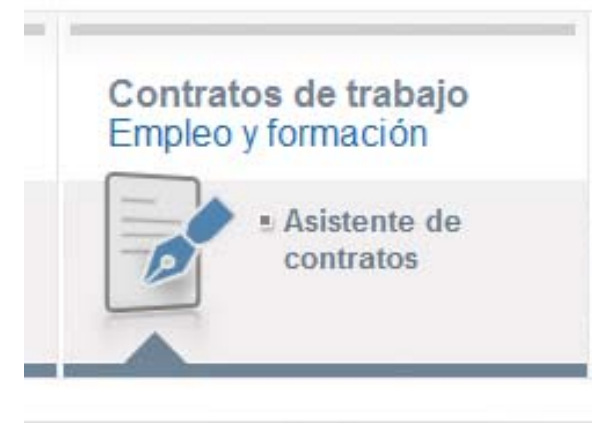 Contratos de trabajo
Empleo y formación
Asistente de
contratos